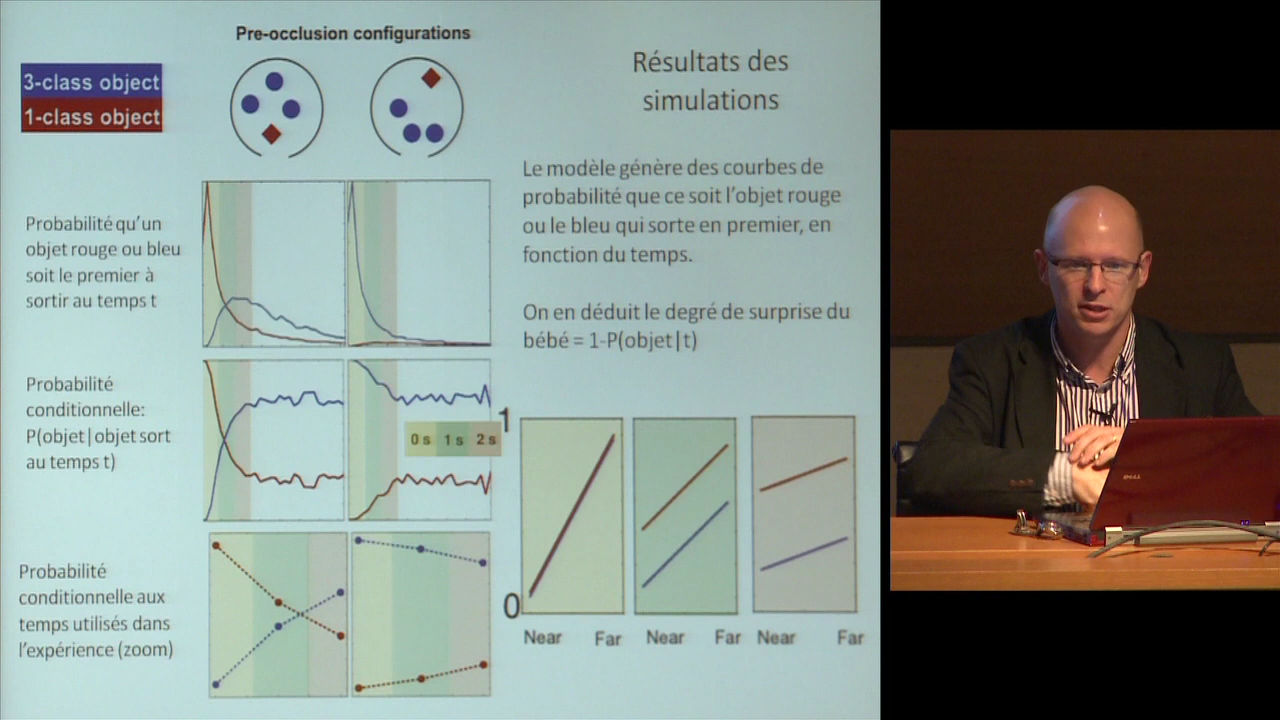 Pre-occlusion configurations
3-class object
1-class object
Résultats des
simulations
Le modèle génère des courbes de
probabilité que ce soit l'objet rouge
ou le bleu qui sorte en premier, en
fonction du temps.
On en déduit le degré de surprise du
bébé = 1-P(objet|t)
Probabilité qu'un
objet rouge ou bleu
soit le premier à
sortir au temps t
Probabilité
conditionnelle:
P(objet|objet sort
au temps t)
0 s 1 s 2 s
Probabilité
conditionnelle aux
temps utilisés dans
l'expérience (zoom)
1
0
Near Far Near Far Near Far
DELL